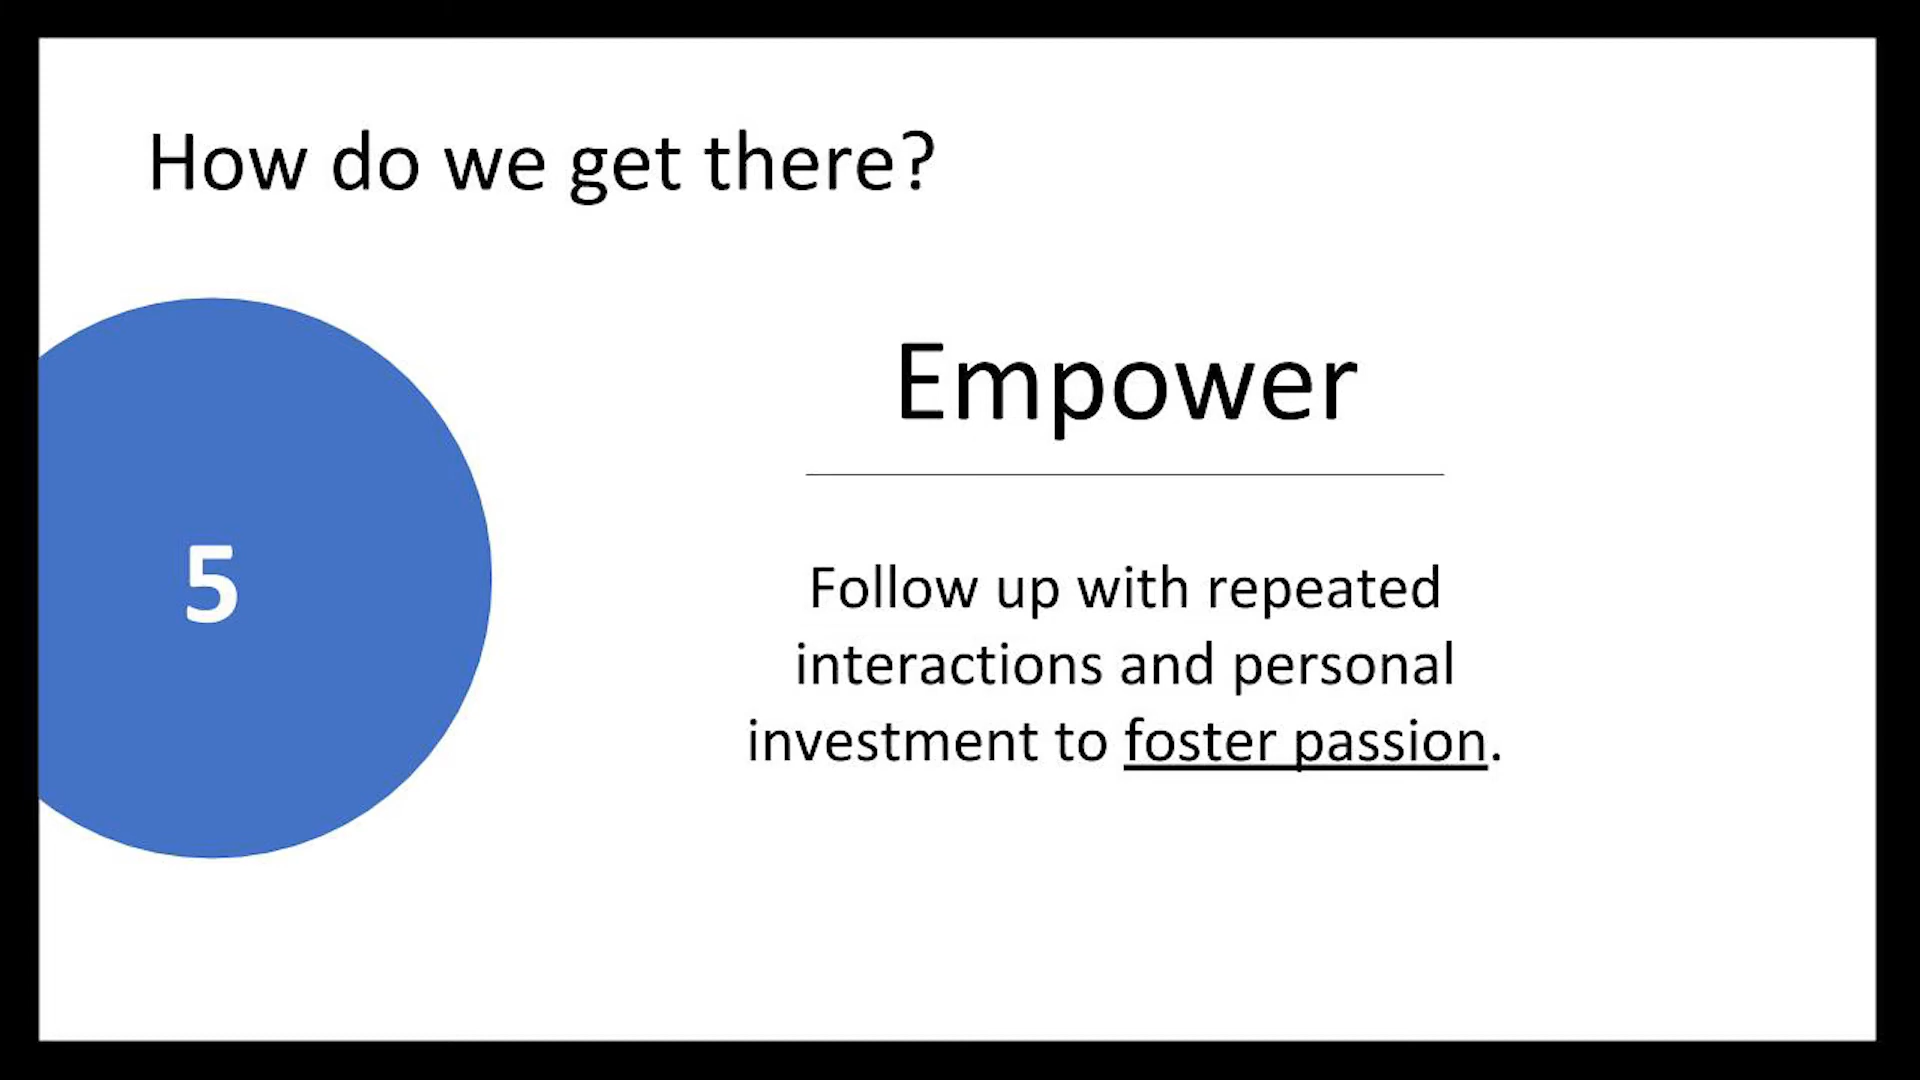 How do we get there?
5
Empower
Follow up with repeated
interactions and personal
investment to foster passion.